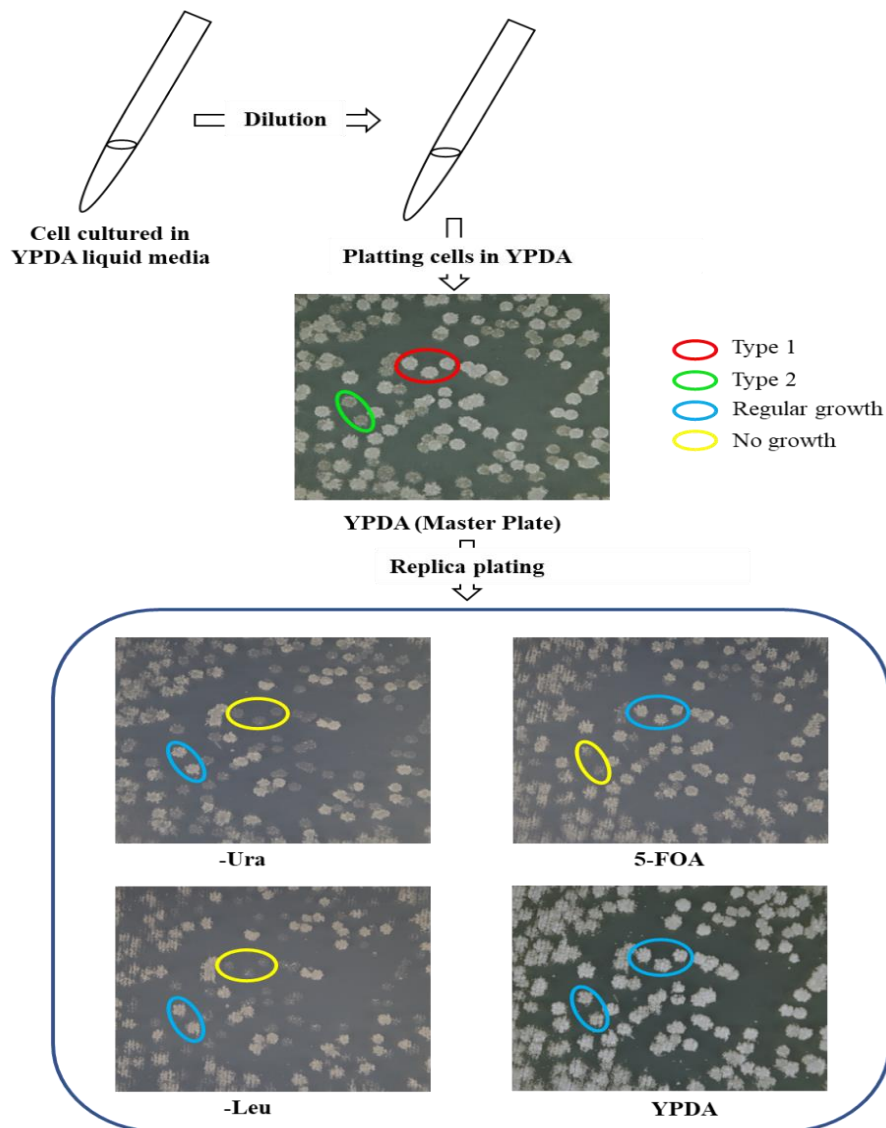 Dilution
Cell cultured in
YPDA liquid media
Platting cells in YPDA
Type 1
Type 2
Regular growth
No growth
YPDA (Master Plate)
Replica plating
-Ura
5-FOA
-Leu
YPDA